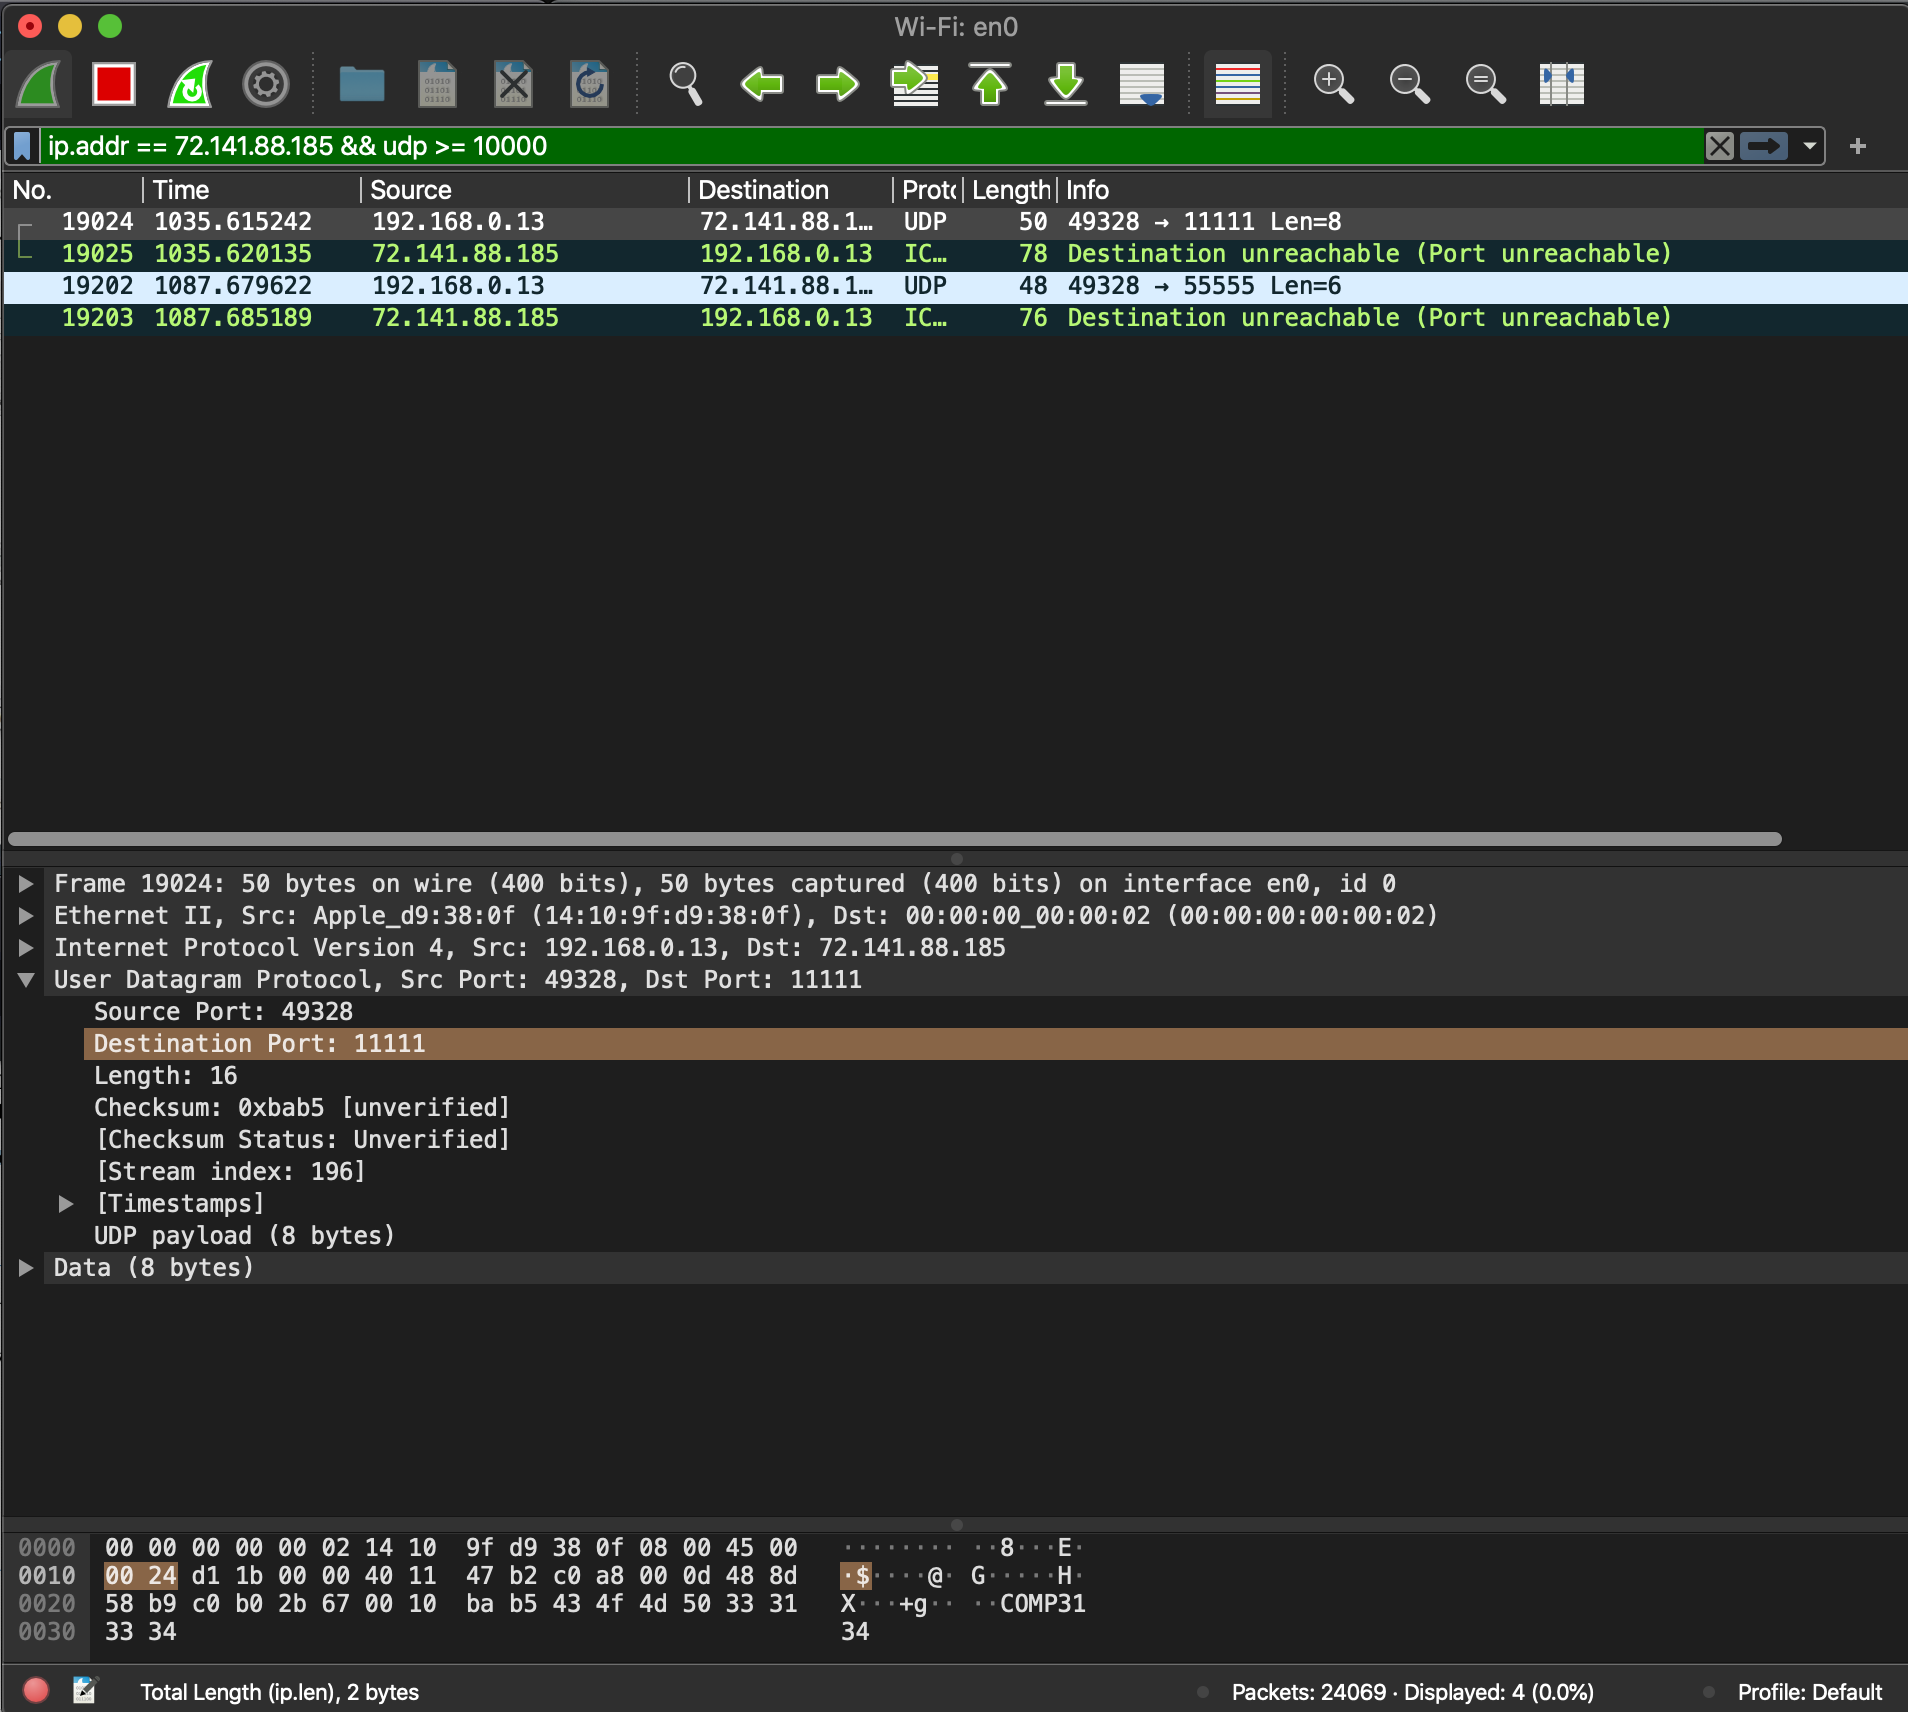 Wi-Fi: en0
ip.addr == 72.141.88.185 && udp >= 10000
No. Time Source Destination Proto Length Info
19024 1035.615242 192.168.0.13 72.141.88.1… UDP 50 49328 → 11111 Len=8
19025 1035.620135 72.141.88.185 192.168.0.13 IC… 78 Destination unreachable (Port unreachable)
19202 1087.679622 192.168.0.13 72.141.88.1… UDP 48 49328 → 55555 Len=6
19203 1087.685189 72.141.88.185 192.168.0.13 IC… 76 Destination unreachable (Port unreachable)
Frame 19024: 50 bytes on wire (400 bits), 50 bytes captured (400 bits) on interface en0, id 0
Ethernet II, Src: Apple_d9:38:0f (14:10:9f:d9:38:0f), Dst: 00:00:00_00:00:02 (00:00:00:00:00:02)
Internet Protocol Version 4, Src: 192.168.0.13, Dst: 72.141.88.185
User Datagram Protocol, Src Port: 49328, Dst Port: 11111
Source Port: 49328
Destination Port: 11111
Length: 16
Checksum: 0xbab5 [unverified]
[Checksum Status: Unverified]
[Stream index: 196]
[Timestamps]
UDP payload (8 bytes)
Data (8 bytes)
0000 00 00 00 00 00 02 14 10 9f d9 38 0f 08 00 45 00 ········ ··8···E·
0010 00 24 d1 1b 00 00 40 11 47 b2 c0 a8 00 0d 48 8d ·$····@· G·····H·
0020 58 b9 c0 b0 2b 67 00 10 ba b5 43 4f 4d 50 33 31 X···+g·· ··COMP31
0030 33 34 34
Total Length (ip.len), 2 bytes
Packets: 24069 · Displayed: 4 (0.0%)
Profile: Default